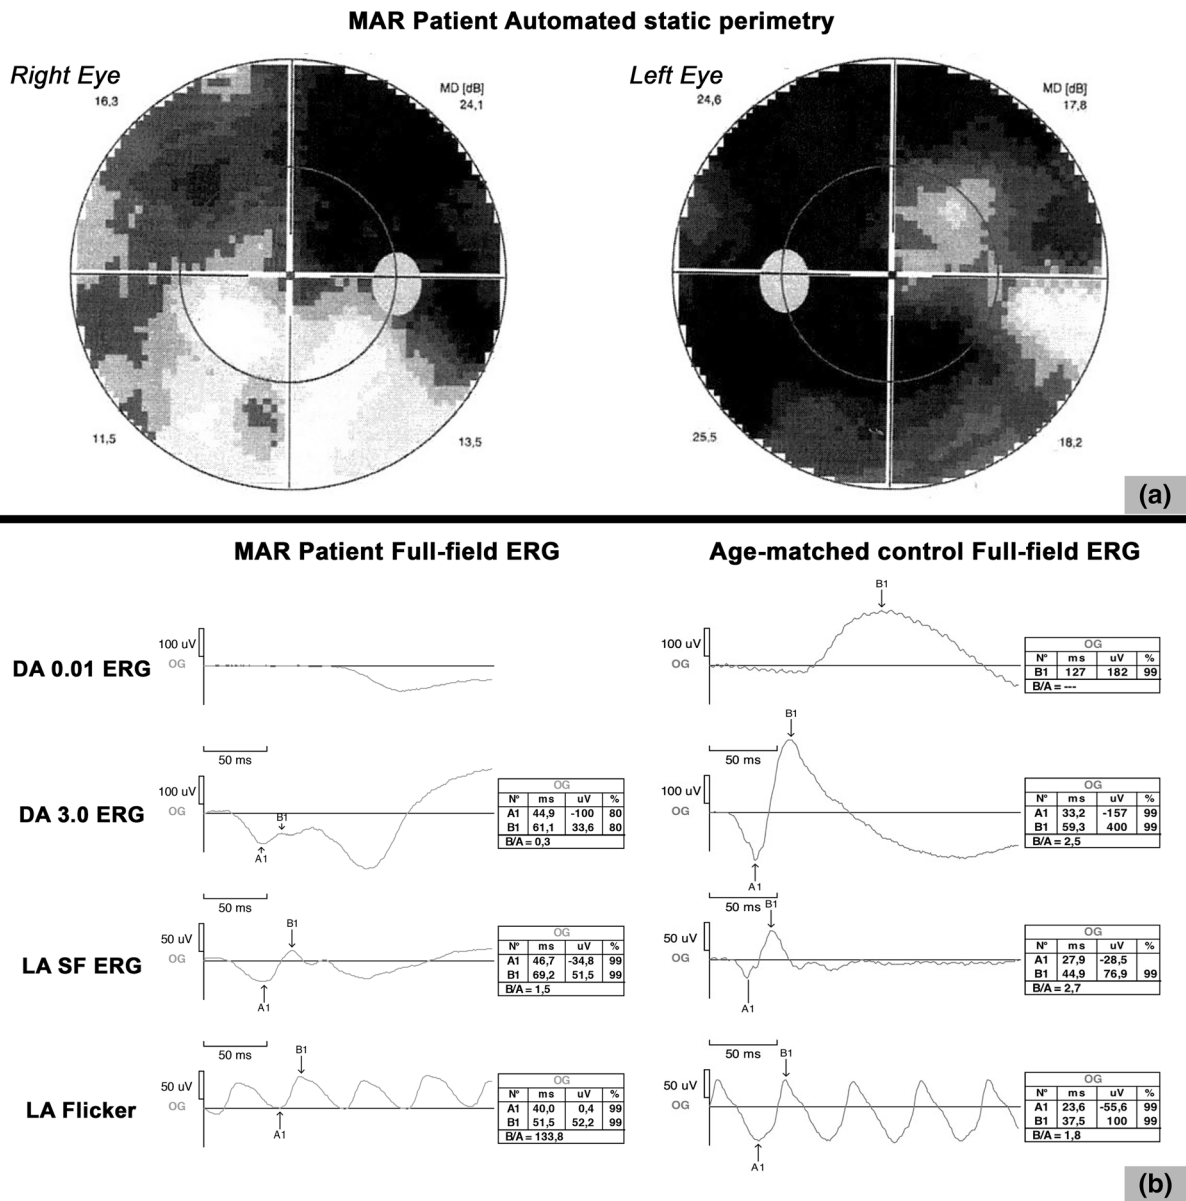 MAR Patient Automated static perimetry
Right Eye
16,3
MD [dB]
24,1
11,5
13,5
Left Eye
24,6
MD [dB]
17,8
25,5
18,2
(a)
MAR Patient Full-field ERG
Age-matched control Full-field ERG
DA 0.01 ERG
100 uV
OG
B1
OG
N° ms uV %
B1 127 182 99
B/A = ---
DA 3.0 ERG
50 ms
100 uV
OG
B1
A1
OG
N° ms uV %
A1 44,9 -100 80
B1 61,1 33,6 80
B/A = 0,3
100 uV
OG
50 ms
100 uV
OG
B1
A1
OG
N° ms uV %
A1 33,2 -157 99
B1 59,3 400 99
B/A = 2,5
LA SF ERG
50 ms
50 uV
OG
B1
A1
OG
N° ms uV %
A1 46,7 -34,8 99
B1 69,2 51,5 99
B/A = 1,5
50 ms
50 uV
OG
B1
A1
OG
N° ms uV %
A1 27,9 -28,5
B1 44,9 76,9 99
B/A = 2,7
LA Flicker
50 ms
50 uV
OG
B1
A1
OG
N° ms uV %
A1 40,0 0,4 99
B1 51,5 52,2 99
B/A = 133,8
50 ms
50 uV
OG
B1
A1
OG
N° ms uV %
A1 23,6 -55,6 99
B1 37,5 100 99
B/A = 1,8
(b)